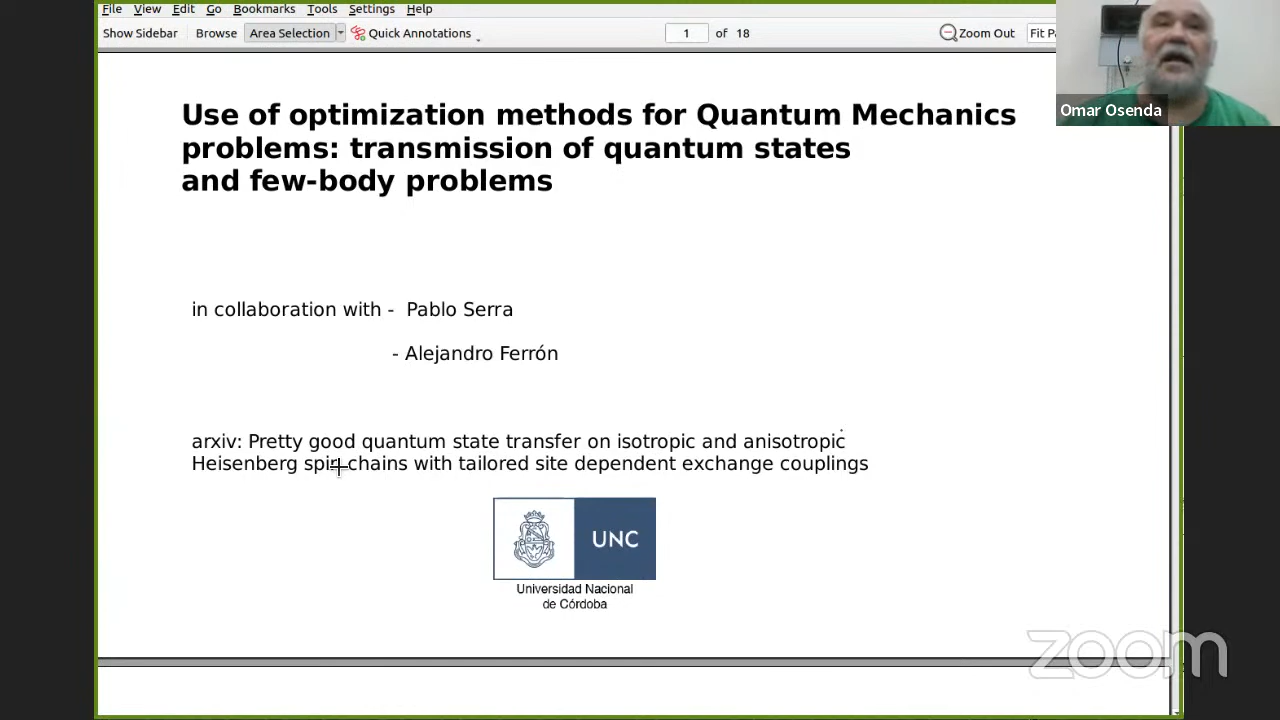 File View Edit Go Bookmarks Tools Settings Help
Show Sidebar Browse Area Selection Quick Annotations 1 of 18 Zoom Out Fit
Omar Osenda
Use of optimization methods for Quantum Mechanics
problems: transmission of quantum states
and few-body problems
in collaboration with - Pablo Serra
- Alejandro Ferrón
arxiv: Pretty good quantum state transfer on isotropic and anisotropic
Heisenberg spin chains with tailored site dependent exchange couplings
UNC
Universidad Nacional
de Córdoba
zoom